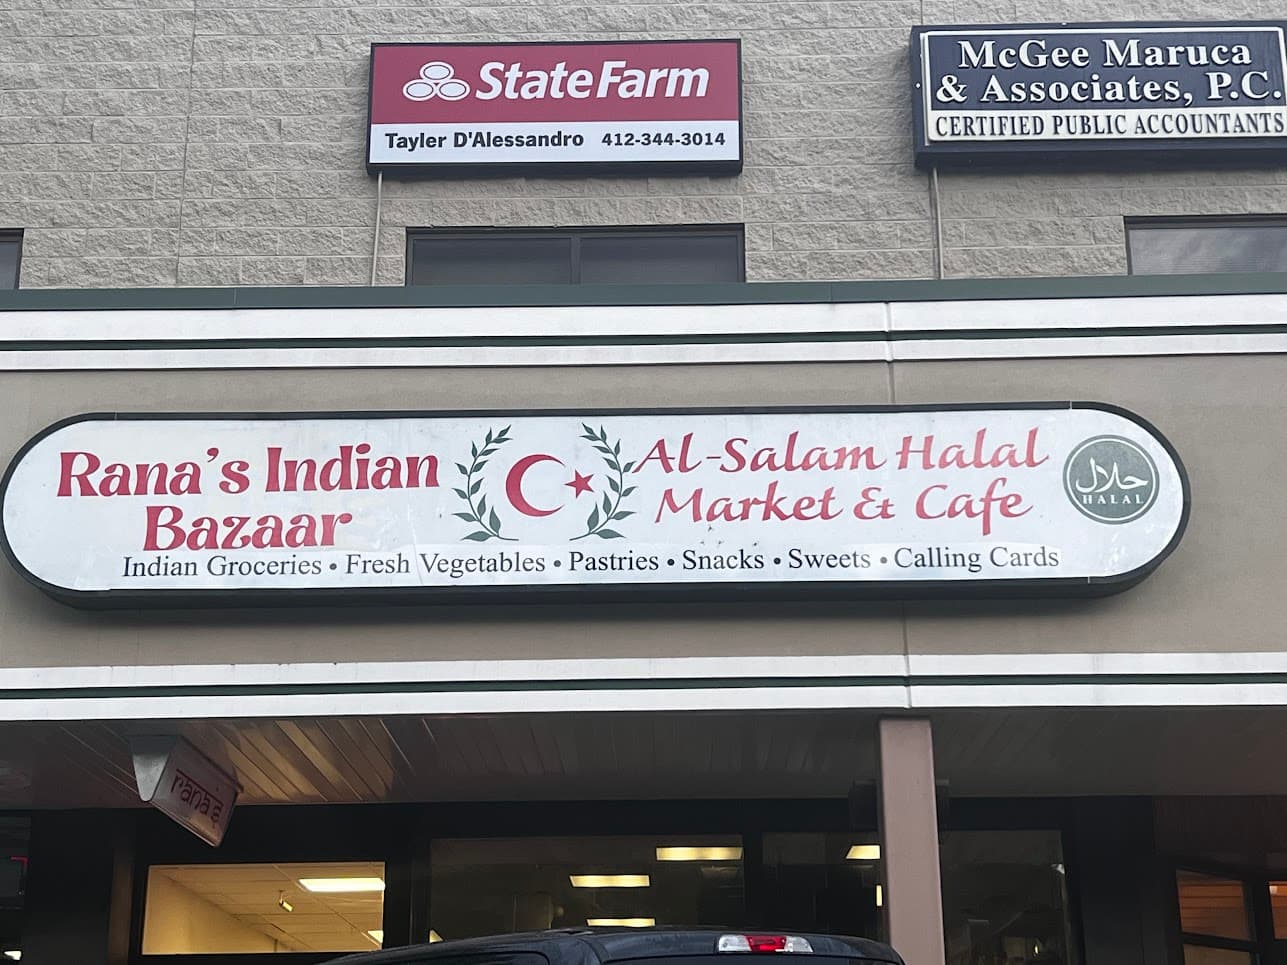 StateFarm
Tayler D'Alessandro 412-344-3014
McGee Maruca
& Associates, P.C.
CERTIFIED PUBLIC ACCOUNTANTS
Rana's Indian
Bazaar
Al-Salam Halal
Market & Cafe
حلال
HALAL
Indian Groceries • Fresh Vegetables • Pastries • Snacks • Sweets • Calling Cards
rana's